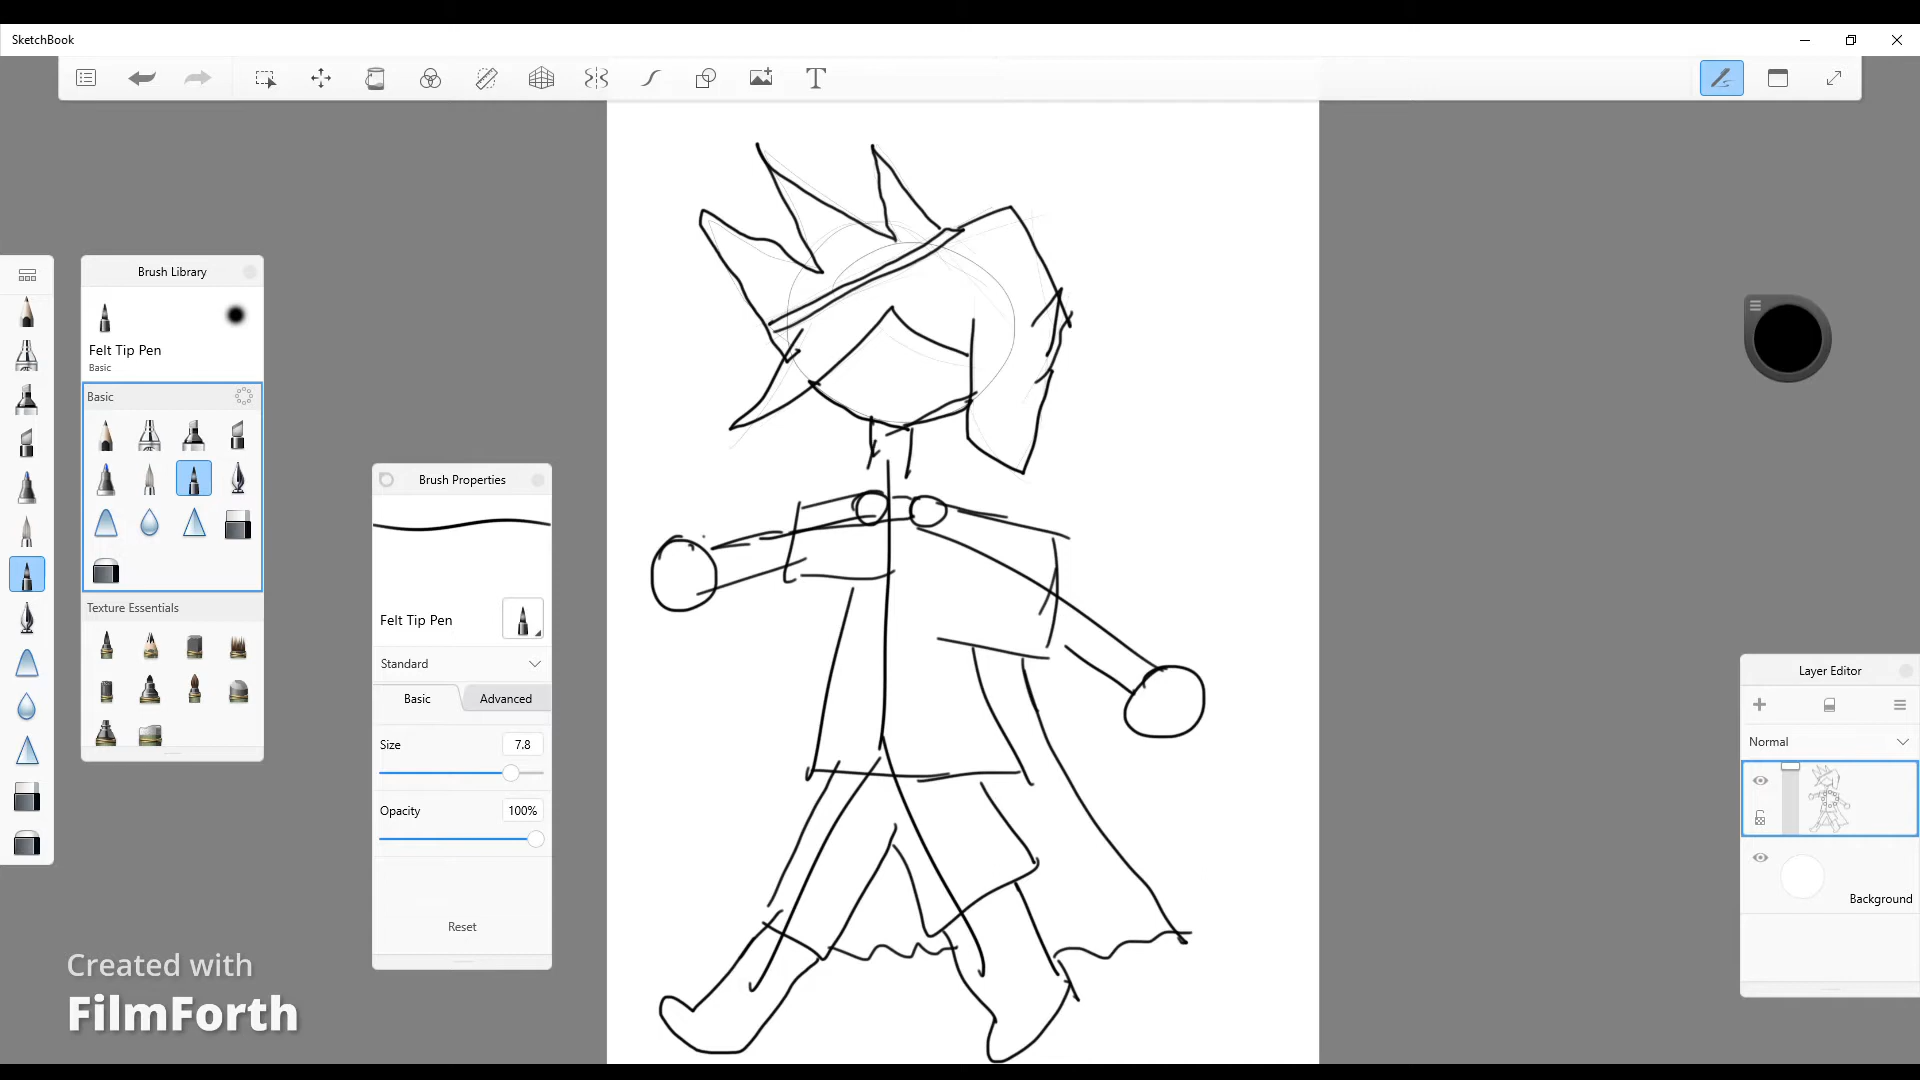 SketchBook
T
Brush Library
Felt Tip Pen
Basic
Basic
Texture Essentials
Brush Properties
Felt Tip Pen
Standard
Basic Advanced
Size 7.8
Opacity 100%
Reset
Layer Editor
Normal
Background
Created with
FilmForth